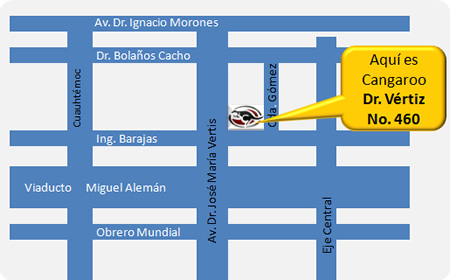 Av. Dr. Ignacio Morones
Dr. Bolaños Cacho
Cuauhtémoc
Cda. Gómez
Aquí es
Cangaroo
Dr. Vértiz
No. 460
Ing. Barajas
Av. Dr. José María Vertis
Viaducto Miguel Alemán
Obrero Mundial
Eje Central